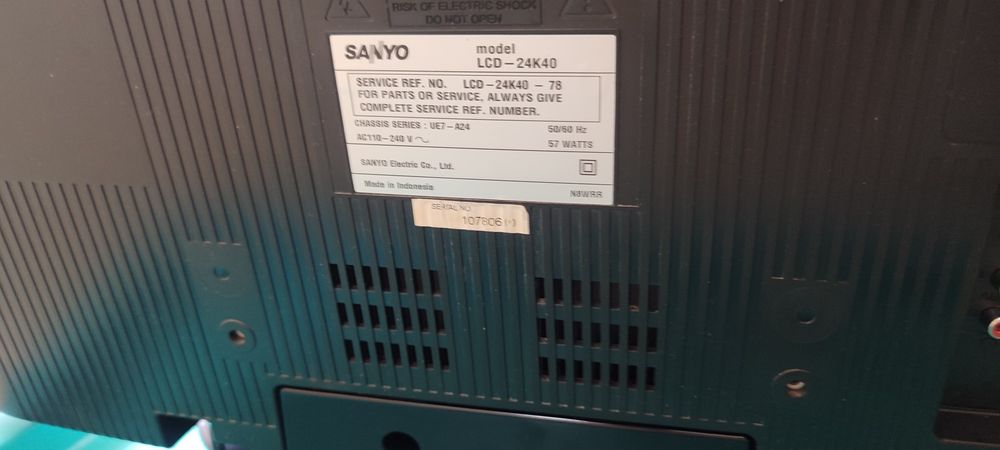 RISK OF ELECTRIC SHOCK
DO NOT OPEN
SANYO
model
LCD-24K40
SERVICE REF. NO. LCD-24K40-78
FOR PARTS OR SERVICE, ALWAYS GIVE
COMPLETE SERVICE REF. NUMBER.
CHASSIS SERIES : UE7-A24
50/60 Hz
AC110-240 V
57 WATTS
SANYO Electric Co., Ltd.
Made in Indonesia
N8WRR
SERIAL NO.
107806